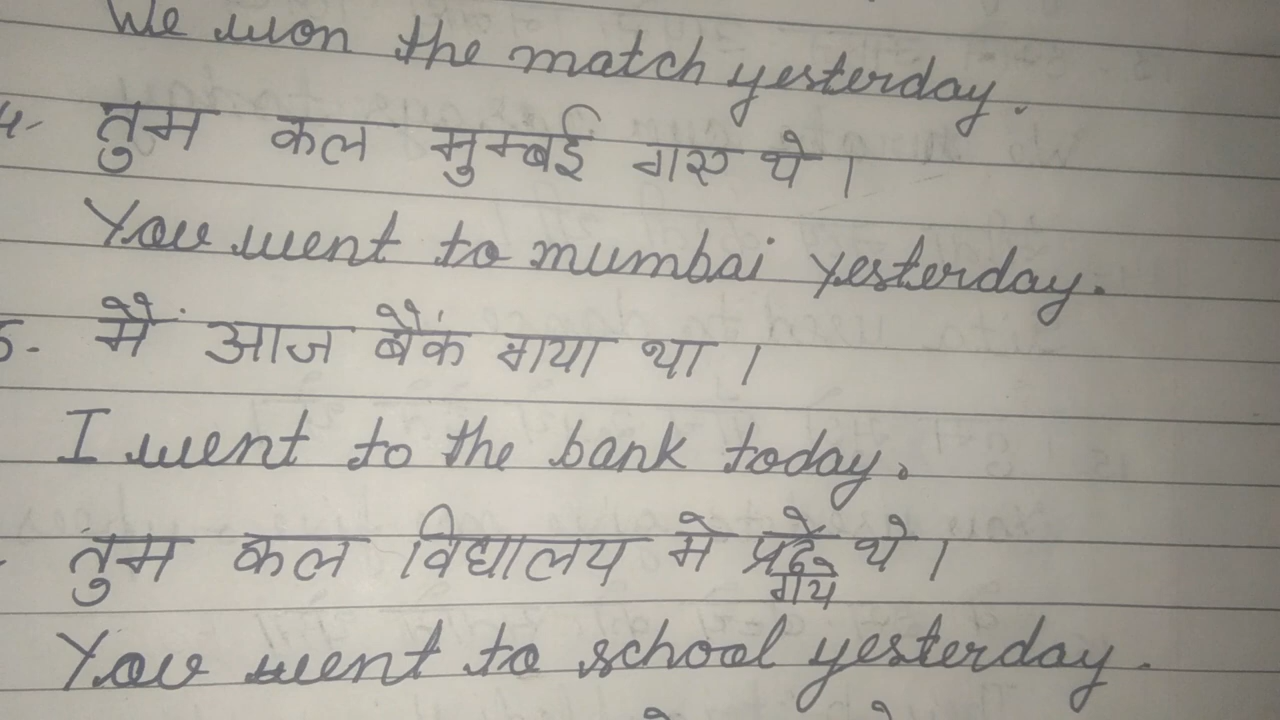 We won the match yesterday.
4- तुम कल मुम्बई गए थे ।
You went to mumbai yesterday.
5- मैं आज बैंक गया था ।
I went to the bank today.
तुम कल विद्यालय मे थे ।
गये
You went to school yesterday.